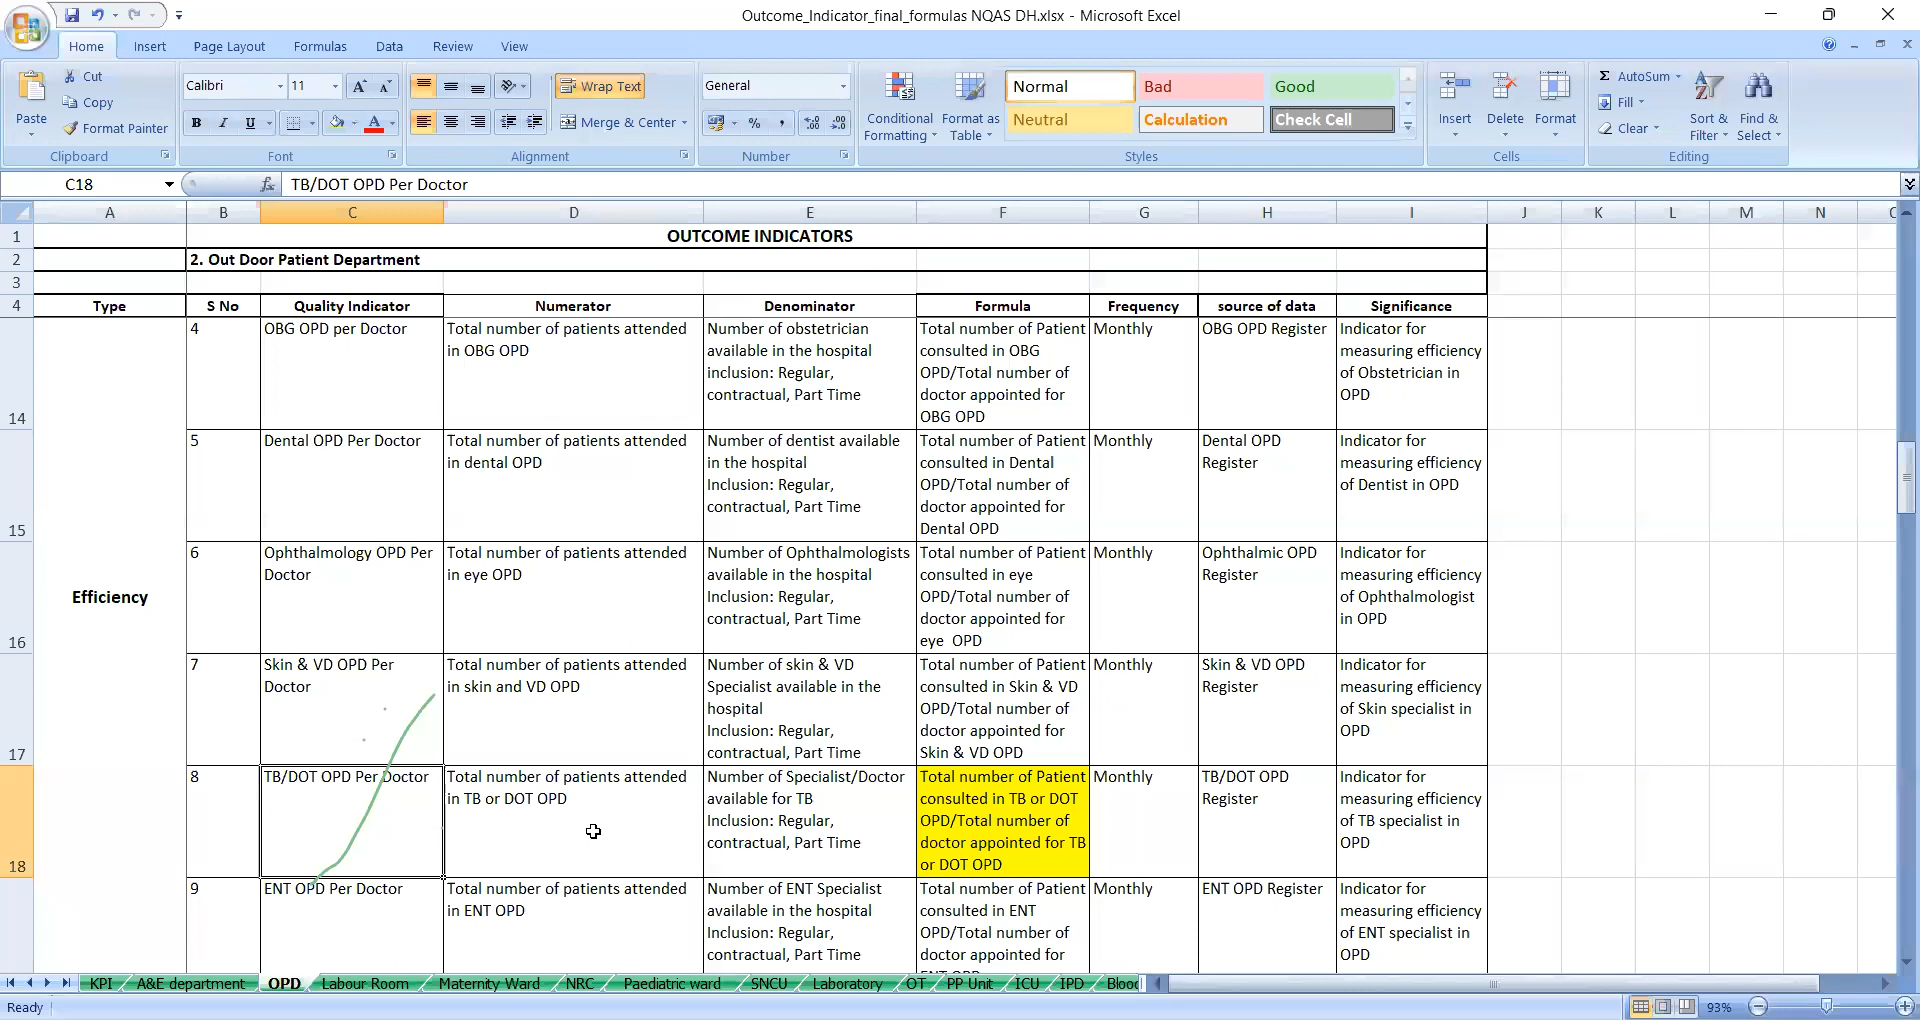 Outcome_Indicator_final_formulas NQAS DH.xlsx - Microsoft Excel
Home Insert Page Layout Formulas Data Review View
Cut
Copy
Format Painter
Paste
Clipboard
Calibri 11
B I U
Font
Wrap Text
Merge & Center
Alignment
General
Number
Conditional Formatting
Format as Table
Normal Bad Good
Neutral Calculation Check Cell
Styles
Insert Delete Format
Cells
AutoSum
Fill
Clear
Sort & Filter
Find & Select
Editing
C18 fx TB/DOT OPD Per Doctor
A B C D E F G H I J K L M N
1 OUTCOME INDICATORS
2 2. Out Door Patient Department
3
4 Type S No Quality Indicator Numerator Denominator Formula Frequency source of data Significance
Efficiency
14
4
OBG OPD per Doctor
Total number of patients attended
in OBG OPD
Number of obstetrician
available in the hospital
inclusion: Regular,
contractual, Part Time
Total number of Patient
consulted in OBG
OPD/Total number of
doctor appointed for
OBG OPD
Monthly
OBG OPD Register
Indicator for
measuring efficiency
of Obstetrician in
OPD
15
5
Dental OPD Per Doctor
Total number of patients attended
in dental OPD
Number of dentist available
in the hospital
Inclusion: Regular,
contractual, Part Time
Total number of Patient
consulted in Dental
OPD/Total number of
doctor appointed for
Dental OPD
Monthly
Dental OPD
Register
Indicator for
measuring efficiency
of Dentist in OPD
16
6
Ophthalmology OPD Per
Doctor
Total number of patients attended
in eye OPD
Number of Ophthalmologists
available in the hospital
Inclusion: Regular,
contractual, Part Time
Total number of Patient
consulted in eye
OPD/Total number of
doctor appointed for
eye OPD
Monthly
Ophthalmic OPD
Register
Indicator for
measuring efficiency
of Ophthalmologist
in OPD
17
7
Skin & VD OPD Per
Doctor
Total number of patients attended
in skin and VD OPD
Number of skin & VD
Specialist available in the
hospital
Inclusion: Regular,
contractual, Part Time
Total number of Patient
consulted in Skin & VD
OPD/Total number of
doctor appointed for
Skin & VD OPD
Monthly
Skin & VD OPD
Register
Indicator for
measuring efficiency
of Skin specialist in
OPD
18
8
TB/DOT OPD Per Doctor
Total number of patients attended
in TB or DOT OPD
Number of Specialist/Doctor
available for TB
Inclusion: Regular,
contractual, Part Time
Total number of Patient
consulted in TB or DOT
OPD/Total number of
doctor appointed for TB
or DOT OPD
Monthly
TB/DOT OPD
Register
Indicator for
measuring efficiency
of TB specialist in
OPD
9
ENT OPD Per Doctor
Total number of patients attended
in ENT OPD
Number of ENT Specialist
available in the hospital
Inclusion: Regular,
contractual, Part Time
Total number of Patient
consulted in ENT
OPD/Total number of
doctor appointed for
Monthly
ENT OPD Register
Indicator for
measuring efficiency
of ENT specialist in
OPD
KPI A&E department OPD Labour Room Maternity Ward NRC Paediatric ward SNCU Laboratory OT PP Unit ICU IPD Blood
Ready 93%